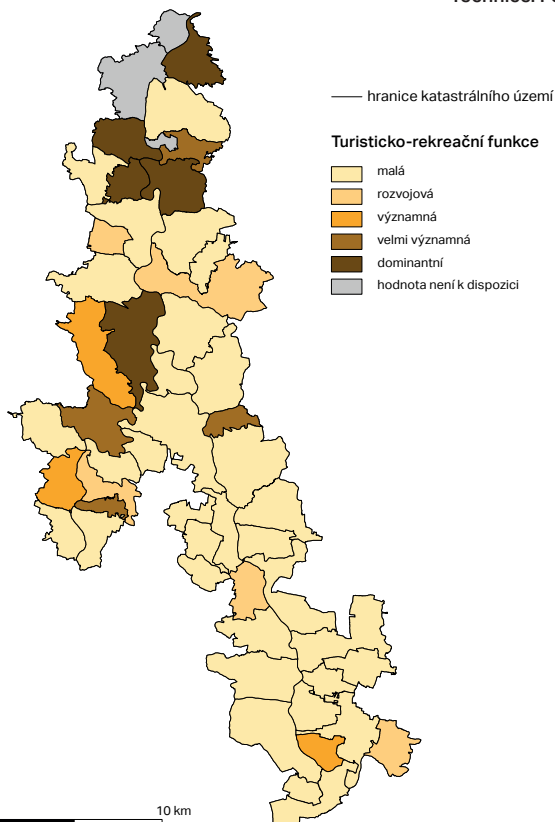 hranice katastrálního území
Turisticko-rekreační funkce
malá
rozvojová
významná
velmi významná
dominantní
hodnota není k dispozici
10 km